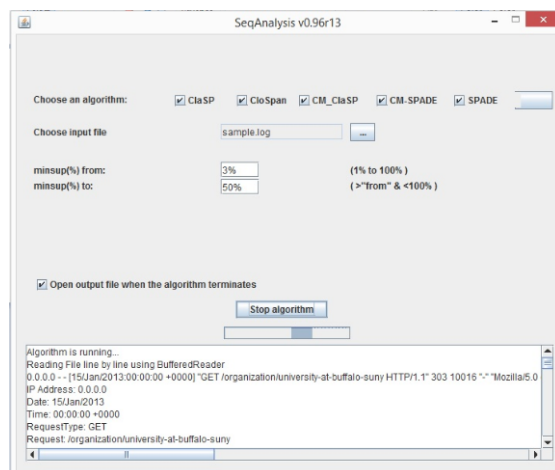 SeqAnalysis v0.96r13
Choose an algorithm: ClaSP CloSpan CM_ClaSP CM-SPADE SPADE
Choose input file sample.log ...
minsup(%) from: 3% (1% to 100% )
minsup(%) to: 50% ( >"from" & <100% )
Open output file when the algorithm terminates
Stop algorithm
Algorithm is running...
Reading File line by line using BufferedReader
0.0.0.0 - - [15/Jan/2013:00:00:00 +0000] "GET /organization/university-at-buffalo-suny HTTP/1.1" 303 10016 "-" "Mozilla/5.0
IP Address: 0.0.0.0
Date: 15/Jan/2013
Time: 00:00:00 +0000
RequestType: GET
Request: /organization/university-at-buffalo-suny